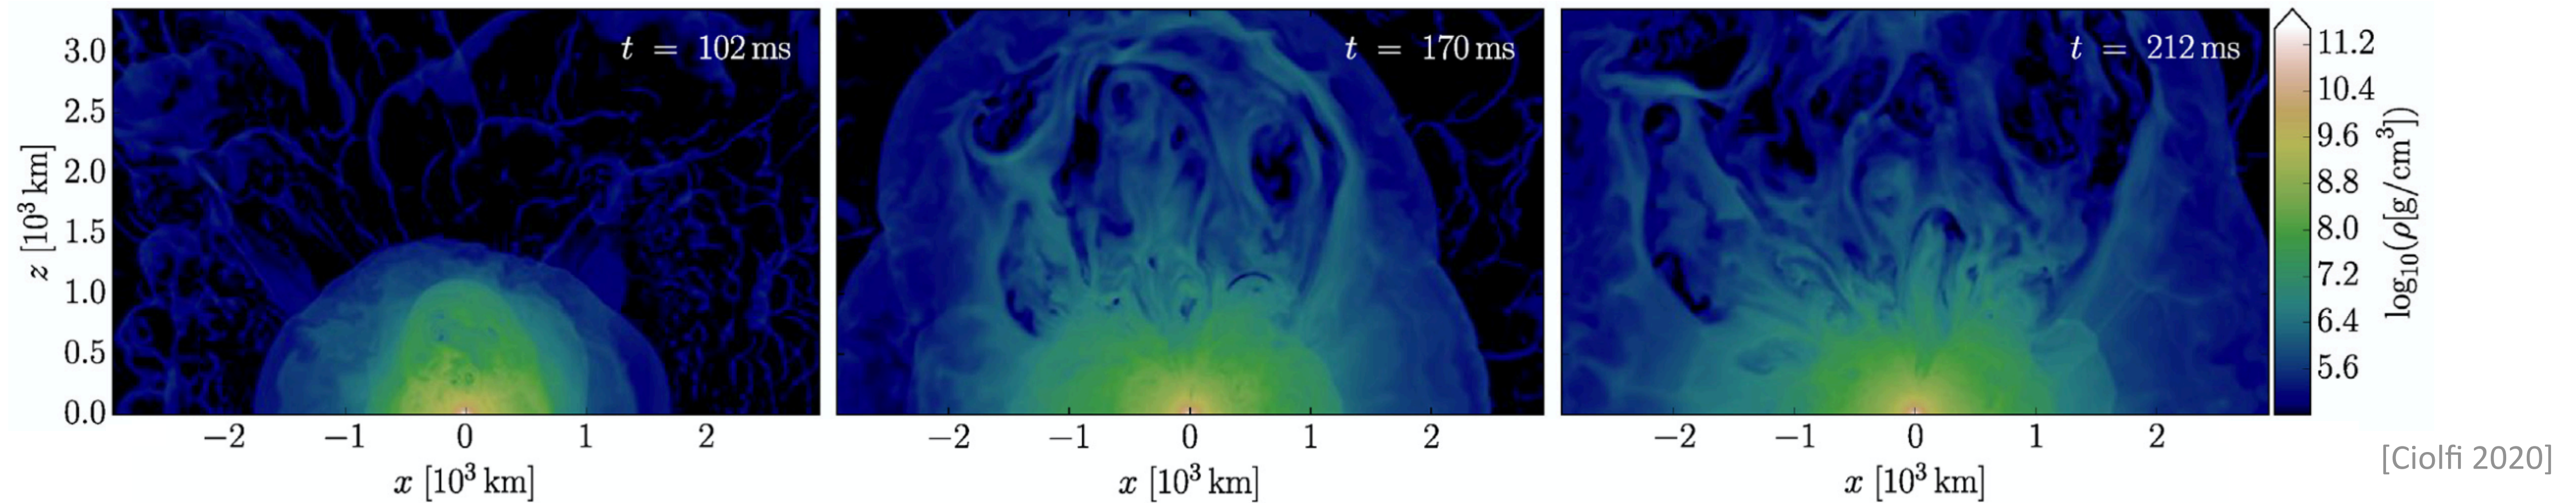 t = 102 ms
t = 170 ms
t = 212 ms
3.0
2.5
2.0
1.5
1.0
0.5
0.0
z [10³ km]
−2 −1 0 1 2
x [10³ km]
−2 −1 0 1 2
x [10³ km]
−2 −1 0 1 2
x [10³ km]
11.2
10.4
9.6
8.8
8.0
7.2
6.4
5.6
log₁₀(ρ[g/cm³])
[Ciolfi 2020]